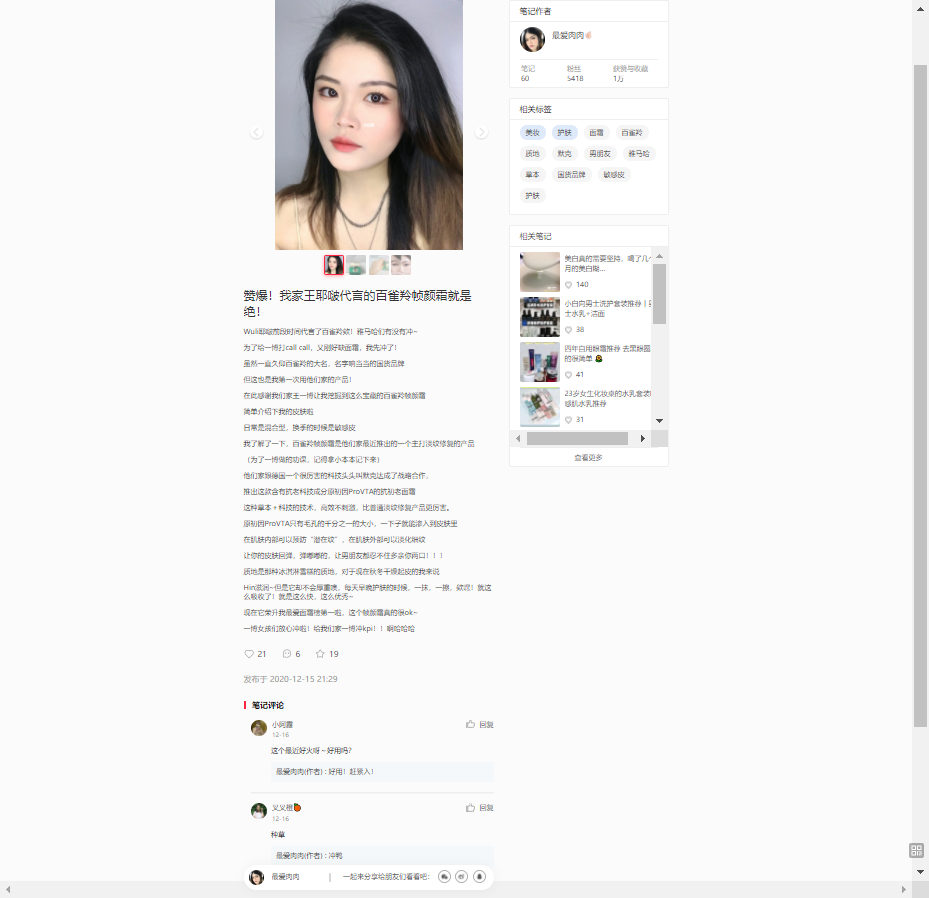 赞爆！我家王耶啵代言的百雀羚帧颜霜就是
绝！
Wuli耶啵前段时间代言了百雀羚欸！雅马哈们有没有冲~
为了给一博打call call，又刚好缺面霜，我先冲了！
虽然一直久仰百雀羚的大名，名字响当当的国货品牌
但这也是我第一次用他们家的产品！
在此感谢我们家王一博让我挖掘到这么宝藏的百雀羚帧颜霜
简单介绍下我的皮肤啦
日常是混合型，换季的时候是敏感皮
我了解了一下，百雀羚帧颜霜是他们家最近推出的一个主打淡纹修复的产品
（为了一博做的功课，记得拿小本本记下来）
他们家跟德国一个很厉害的科技头头叫默克达成了战略合作，
推出这款含有抗老科技成分原初因ProVTA的抗初老面霜
这种草本＋科技的技术，高效不刺激，比普通淡纹修复产品更厉害。
原初因ProVTA只有毛孔的千分之一的大小，一下子就能渗入到皮肤里
在肌肤内部可以预防“潜在纹”，在肌肤外部可以淡化细纹
让你的皮肤回弹，弹嘟嘟的，让男朋友都忍不住多亲你两口！！！
质地是那种冰淇淋雪糕的质地，对于现在秋冬干燥起皮的我来说
Hin滋润~但是它却不会厚重喷，每天早晚护肤的时候，一抹，一擦，欸嘿！就这
么吸收了！就是这么快，这么优秀~
现在它荣升我最爱面霜榜第一啦，这个帧颜霜真的很ok~
一博女孩们放心冲啦！给我们家一博冲kpi！！啊哈哈哈
21 6 19
发布于 2020-12-15 21:29
笔记评论
小阿霞 回复
12-16
这个最近好火呀～好用吗?
最爱肉肉(作者) : 好用！赶紧入！
义义橙 回复
12-16
种草
最爱肉肉(作者) : 冲鸭
最爱肉肉 | 一起来分享给朋友们看看吧:
笔记作者
最爱肉肉
笔记 粉丝 获赞与收藏
60 5418 1万
相关标签
美妆 护肤 面霜 百雀羚
质地 默克 男朋友 雅马哈
草本 国货品牌 敏感皮
护肤
相关笔记
美白真的需要坚持，喝了几个
月的美白糊...
140
小白向男士洗护套装推荐丨男
士水乳+洁面
38
四年自用眼霜推荐 去黑眼圈
的很简单
41
23岁女生化妆桌的水乳套装
感肌水乳推荐
31
查看更多